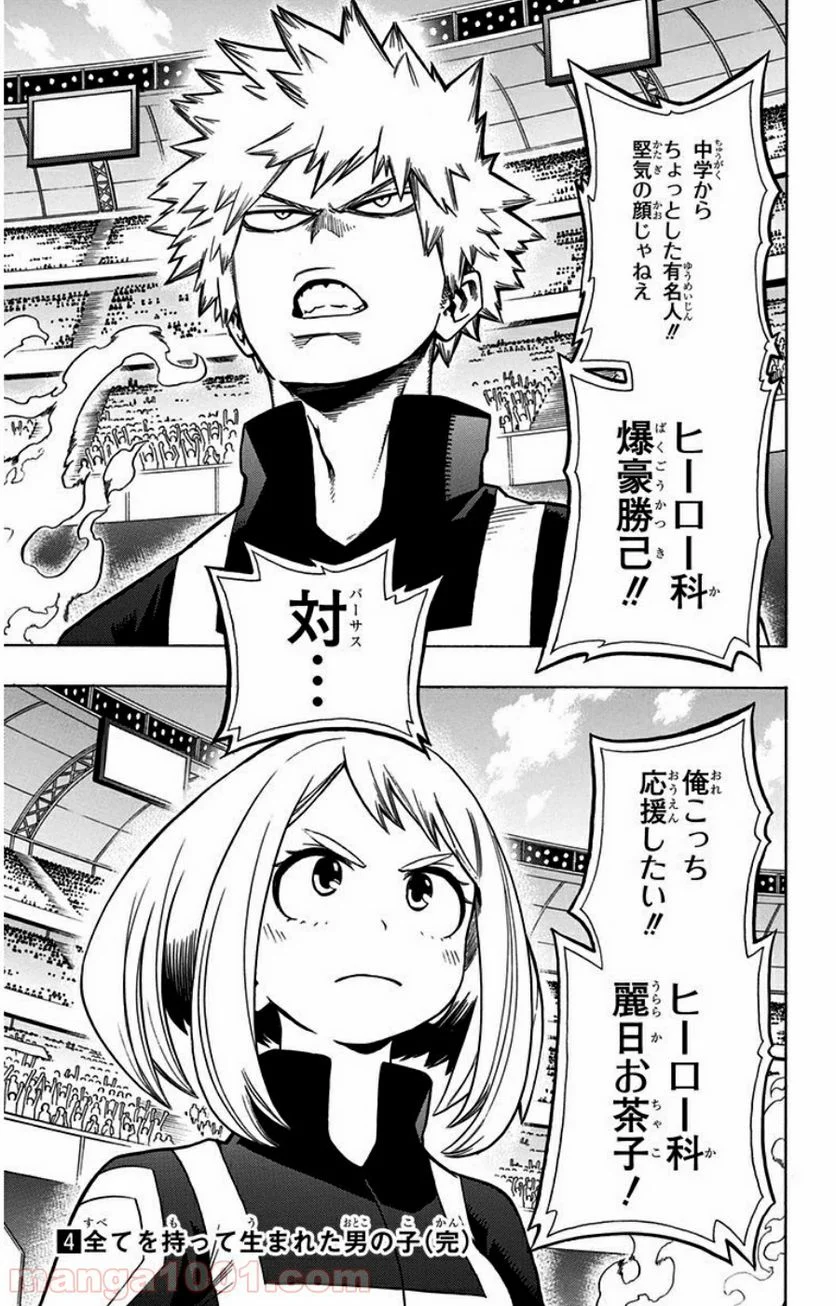 中学から
ちょっとした有名人!!
堅気の顔じゃねえ
ヒーロー科
爆豪勝己!!
対…
俺こっち
応援したい!!
ヒーロー科
麗日お茶子!
4全てを持って生まれた男の子(完)
manga1001.com